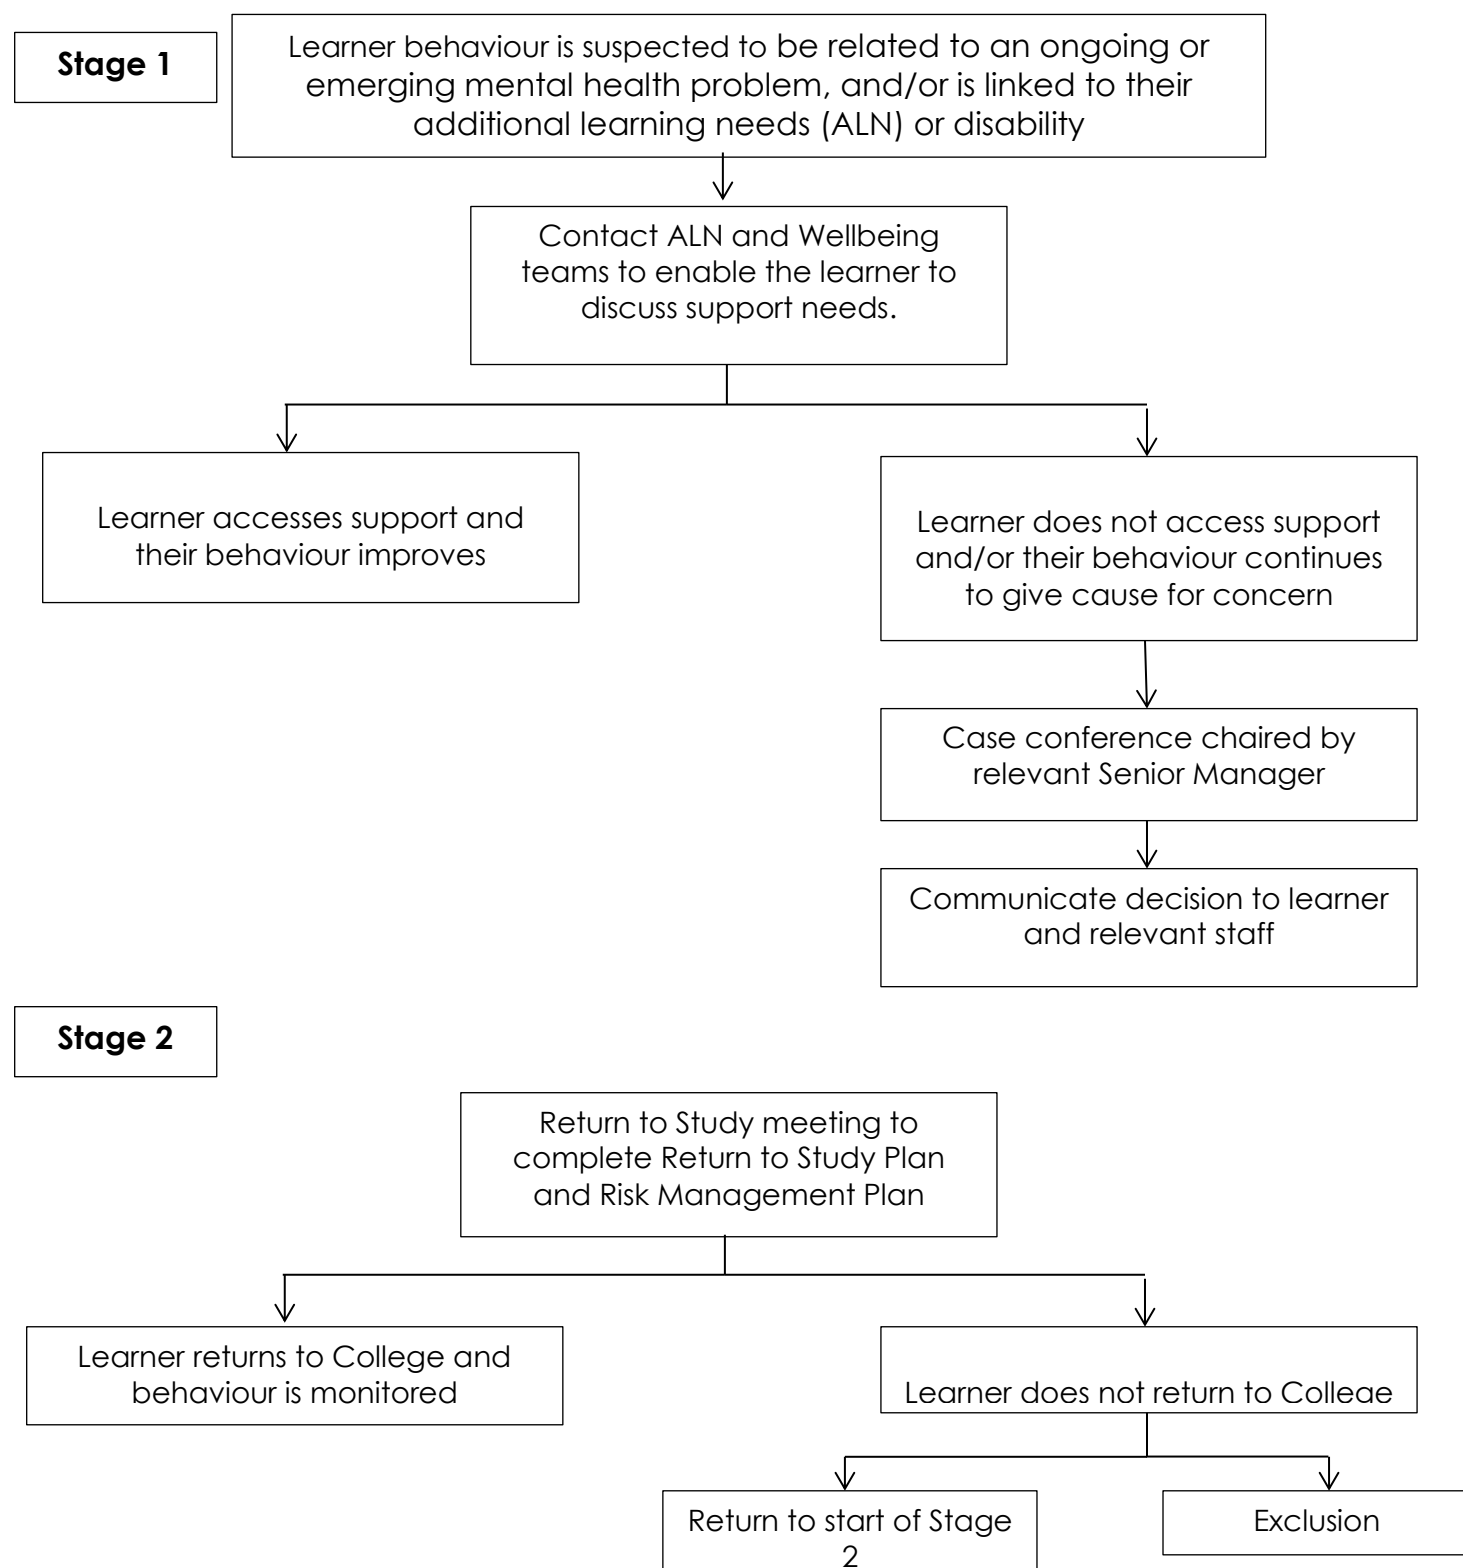 Stage 1
Learner behaviour is suspected to be related to an ongoing or
emerging mental health problem, and/or is linked to their
additional learning needs (ALN) or disability
Contact ALN and Wellbeing
teams to enable the learner to
discuss support needs.
Learner accesses support and
their behaviour improves
Learner does not access support
and/or their behaviour continues
to give cause for concern
Case conference chaired by
relevant Senior Manager
Communicate decision to learner
and relevant staff
Stage 2
Return to Study meeting to
complete Return to Study Plan
and Risk Management Plan
Learner returns to College and
behaviour is monitored
Learner does not return to College
Return to start of Stage
2
Exclusion